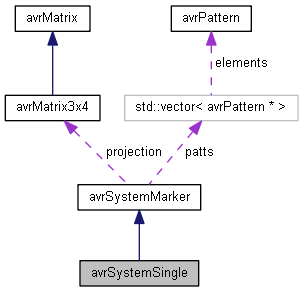 avrMatrix
avrPattern
elements
avrMatrix3x4
std::vector< avrPattern * >
projection
patts
avrSystemMarker
avrSystemSingle